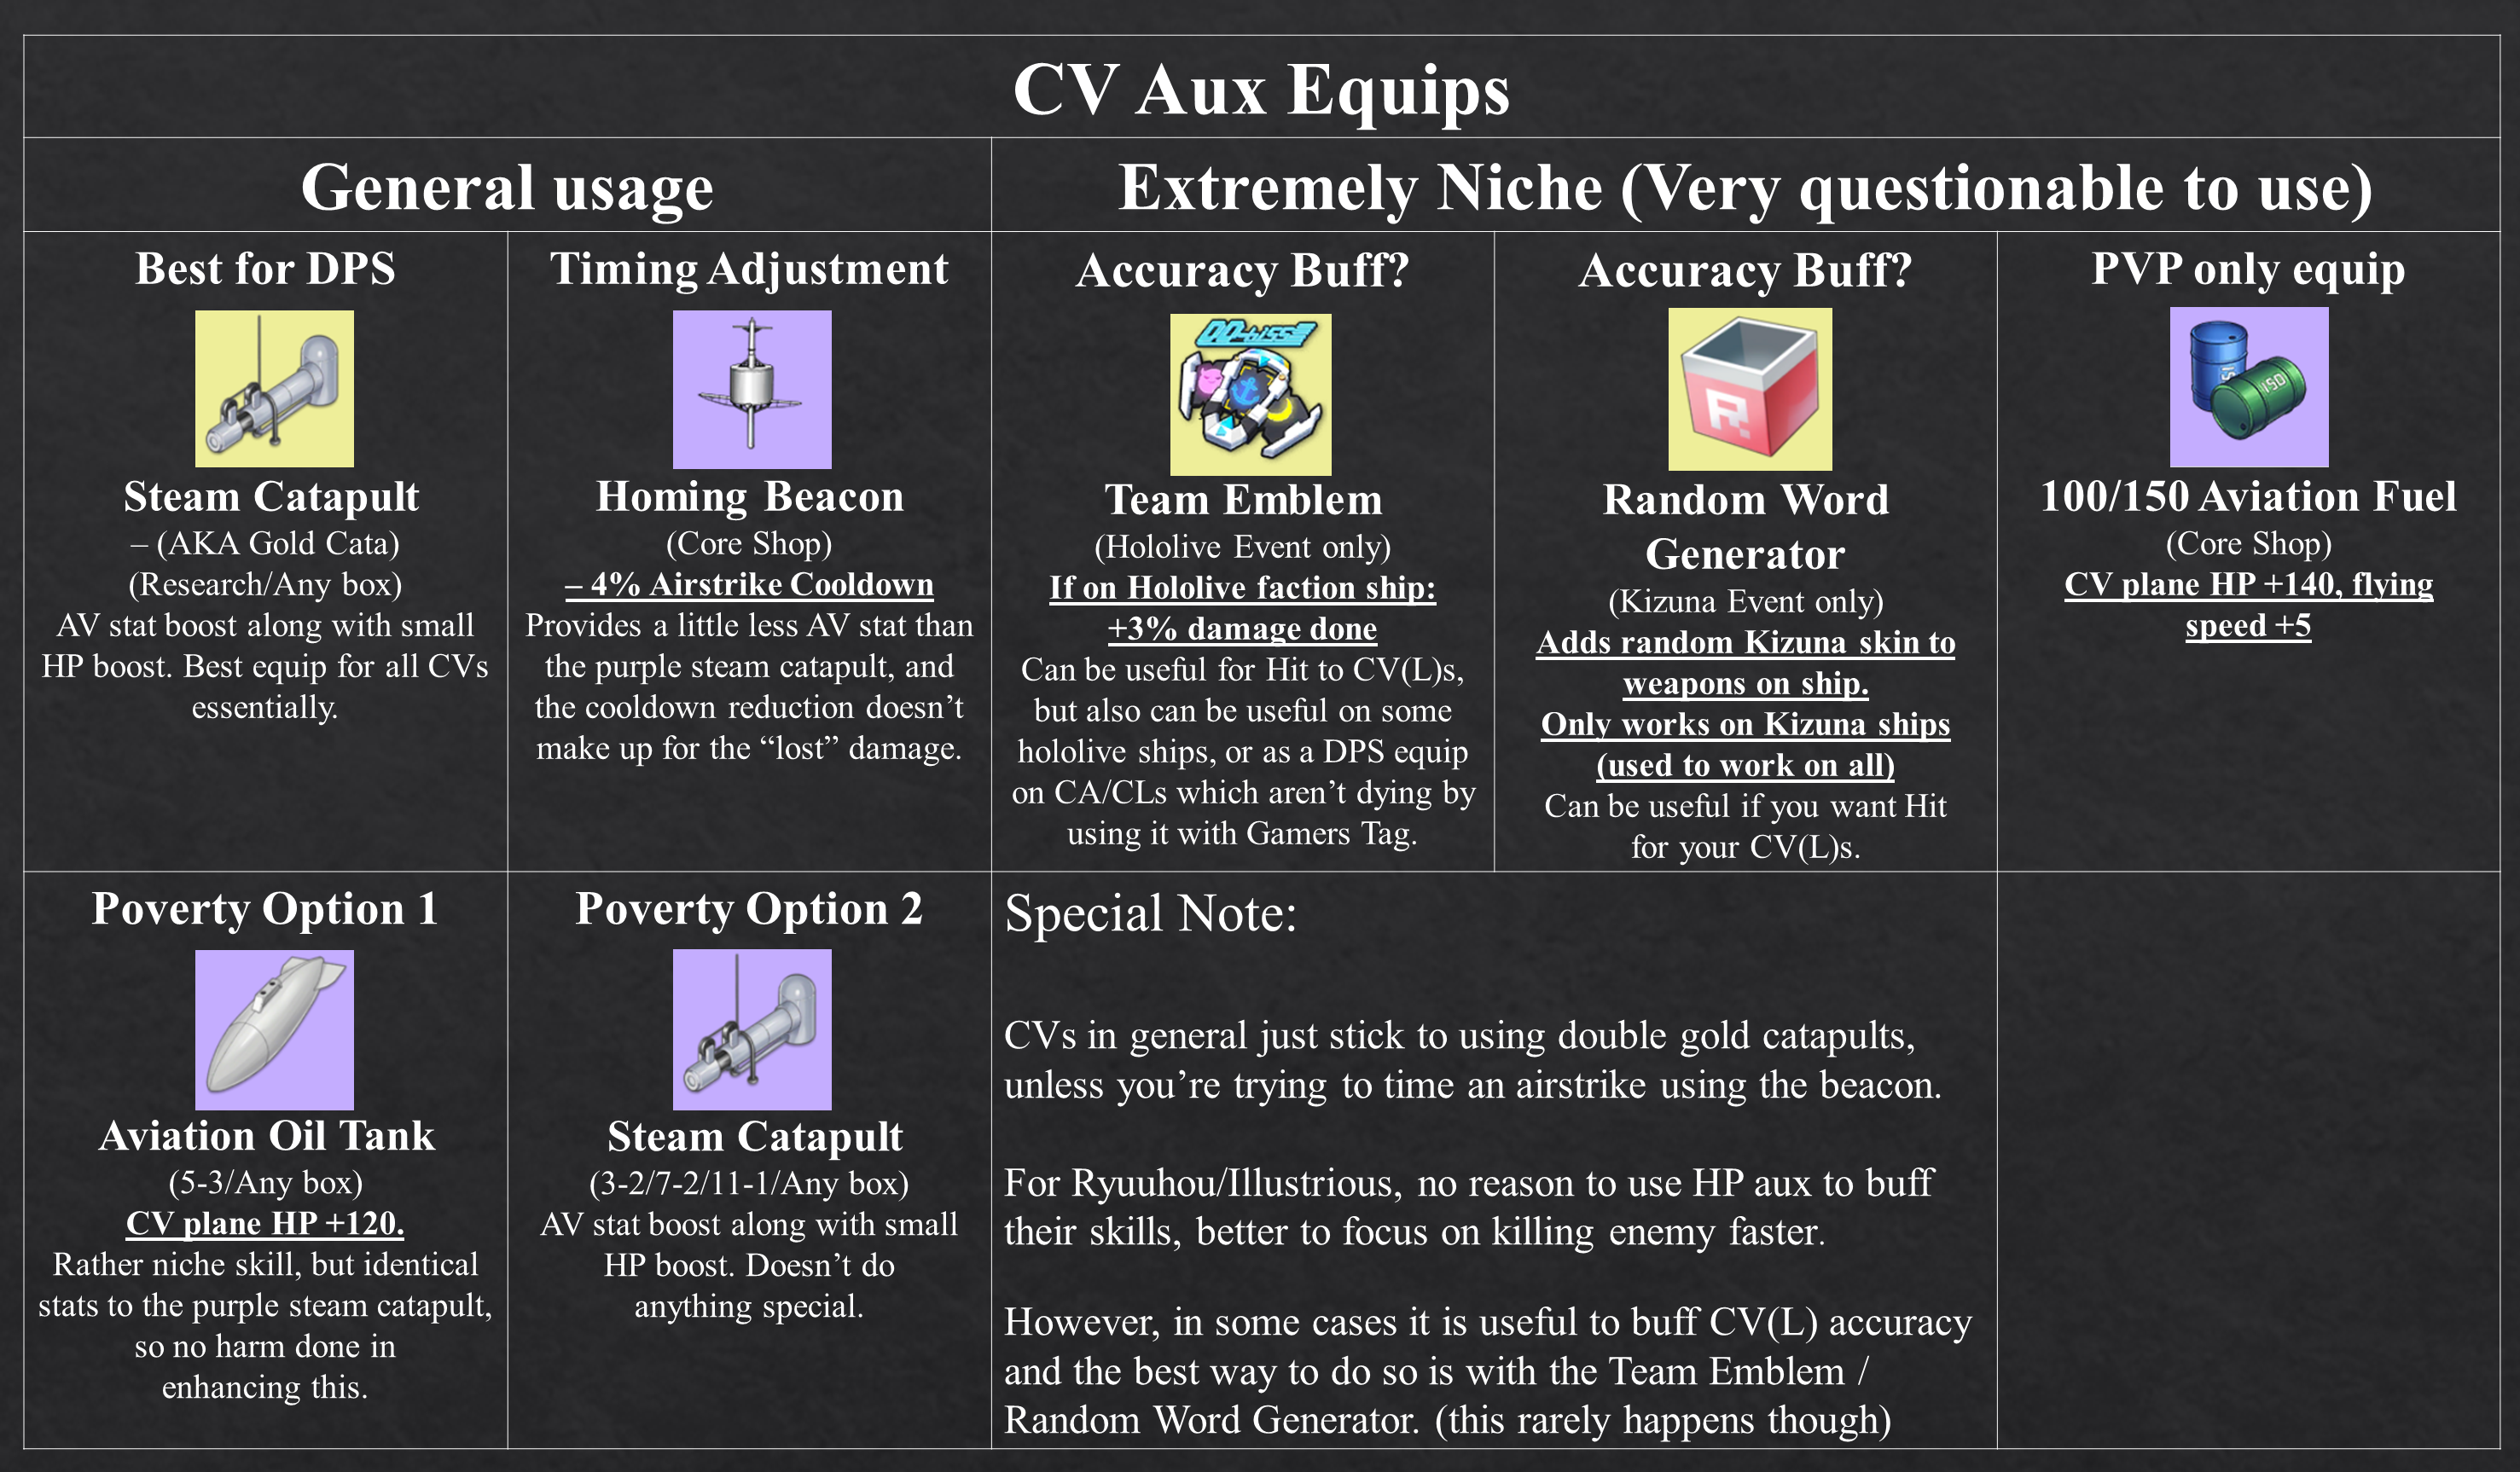 CV Aux Equips
General usage
Extremely Niche (Very questionable to use)
Best for DPS
Steam Catapult
– (AKA Gold Cata)
(Research/Any box)
AV stat boost along with small
HP boost. Best equip for all CVs
essentially.
Timing Adjustment
Homing Beacon
(Core Shop)
– 4% Airstrike Cooldown
Provides a little less AV stat than
the purple steam catapult, and
the cooldown reduction doesn’t
make up for the “lost” damage.
Accuracy Buff?
Team Emblem
(Hololive Event only)
If on Hololive faction ship:
+3% damage done
Can be useful for Hit to CV(L)s,
but also can be useful on some
hololive ships, or as a DPS equip
on CA/CLs which aren’t dying by
using it with Gamers Tag.
Accuracy Buff?
R
Random Word
Generator
(Kizuna Event only)
Adds random Kizuna skin to
weapons on ship.
Only works on Kizuna ships
(used to work on all)
Can be useful if you want Hit
for your CV(L)s.
PVP only equip
150
100/150 Aviation Fuel
(Core Shop)
CV plane HP +140, flying
speed +5
Poverty Option 1
Aviation Oil Tank
(5-3/Any box)
CV plane HP +120.
Rather niche skill, but identical
stats to the purple steam catapult,
so no harm done in
enhancing this.
Poverty Option 2
Steam Catapult
(3-2/7-2/11-1/Any box)
AV stat boost along with small
HP boost. Doesn’t do
anything special.
Special Note:
CVs in general just stick to using double gold catapults,
unless you’re trying to time an airstrike using the beacon.
For Ryuuhou/Illustrious, no reason to use HP aux to buff
their skills, better to focus on killing enemy faster.
However, in some cases it is useful to buff CV(L) accuracy
and the best way to do so is with the Team Emblem /
Random Word Generator. (this rarely happens though)